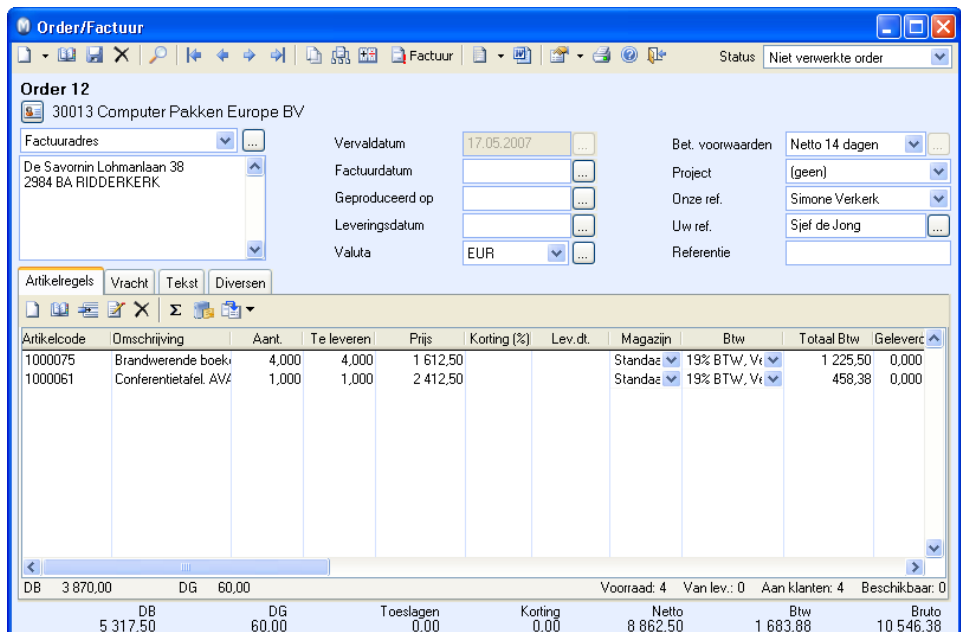 Order/Factuur
Factuur Status Niet verwerkte order
Order 12
30013 Computer Pakken Europe BV
Factuuradres ... Vervaldatum 17.05.2007 ... Bet. voorwaarden Netto 14 dagen ...
De Savornin Lohmanlaan 38 Factuurdatum ... Project (geen)
2984 BA RIDDERKERK
Geproduceerd op ... Onze ref. Simone Verkerk
Leveringsdatum ... Uw ref. Sjef de Jong ...
Valuta EUR ... Referentie
Artikelregels Vracht Tekst Diversen
Artikelcode Omschrijving Aant. Te leveren Prijs Korting (%) Lev.dt. Magazijn Btw Totaal Btw Geleverd
1000075 Brandwerende boek 4,000 4,000 1 612,50 Standaa 19% BTW, Ve 1 225,50 0,000
1000061 Conferentietafel. AVA 1,000 1,000 2 412,50 Standaa 19% BTW, Ve 458,38 0,000
DB 3 870,00 DG 60,00 Voorraad: 4 Van lev.: 0 Aan klanten: 4 Beschikbaar: 0
DB DG Toeslagen Korting Netto Btw Bruto
5 317,50 60,00 0,00 0,00 8 862,50 1 683,88 10 546,38